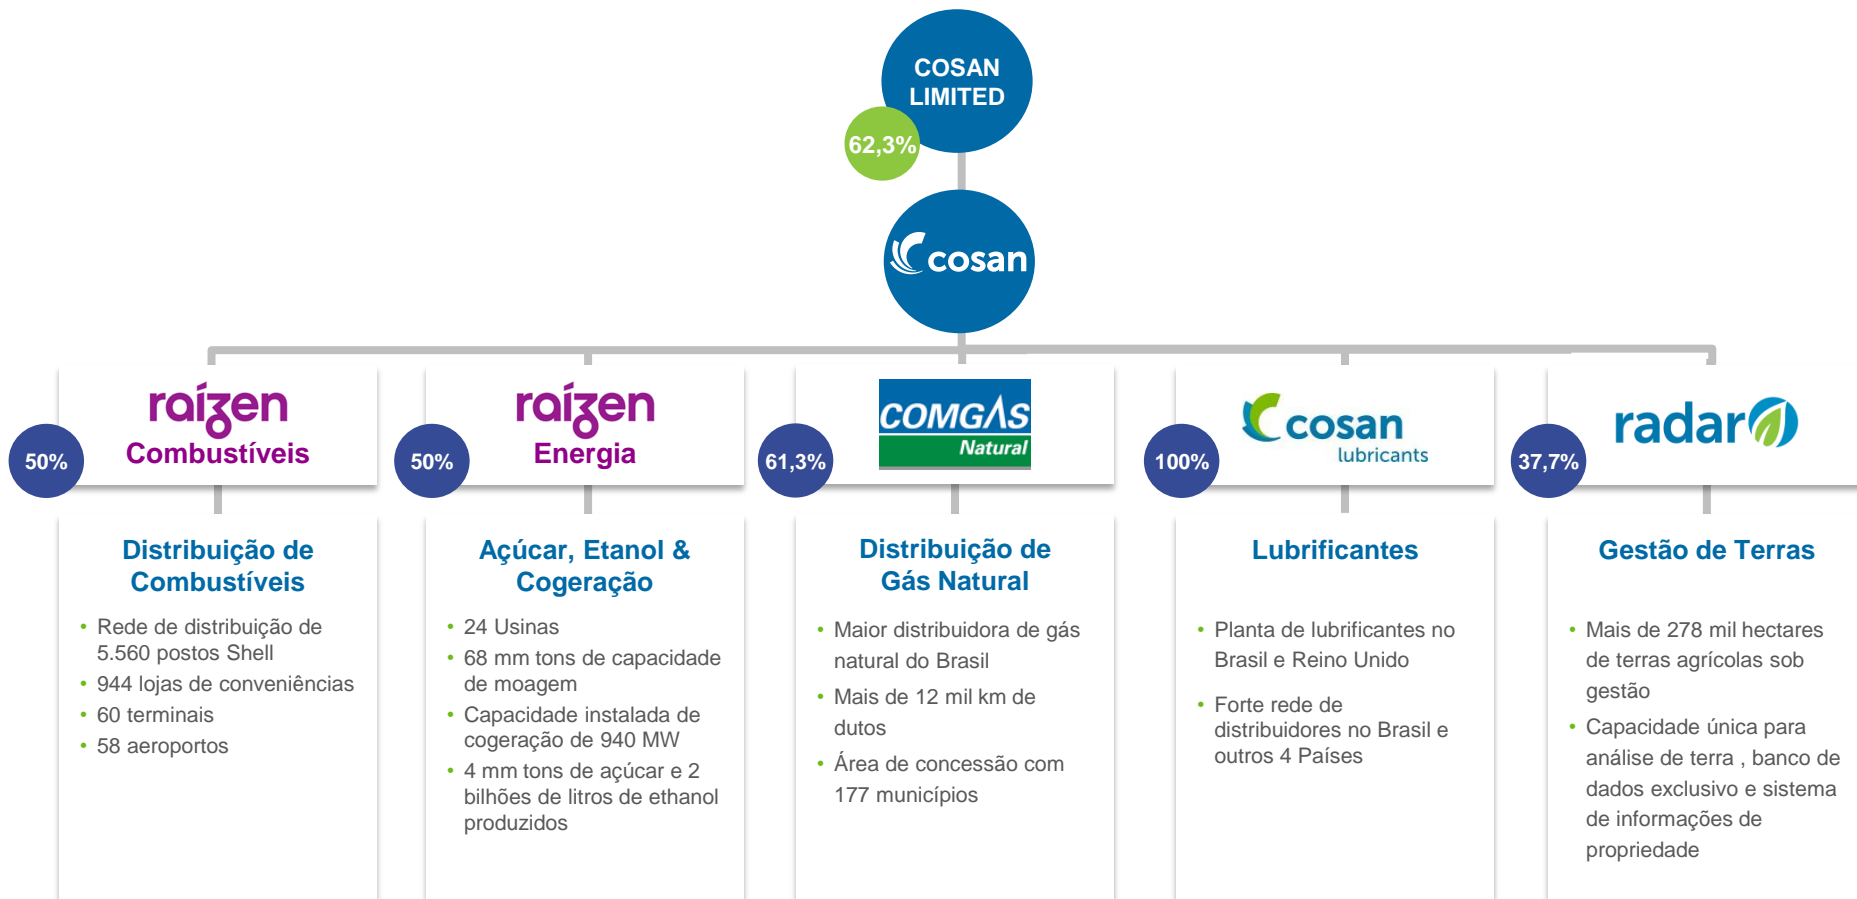 COSAN
LIMITED
62,3%
cosan
raízen
Combustíveis
50%
raízen
Energia
50%
COMGÁS
Natural
61,3%
cosan
lubricants
100%
radar
37,7%
Distribuição de
Combustíveis
• Rede de distribuição de
5.560 postos Shell
• 944 lojas de conveniências
• 60 terminais
• 58 aeroportos
Açúcar, Etanol &
Cogeração
• 24 Usinas
• 68 mm tons de capacidade
de moagem
• Capacidade instalada de
cogeração de 940 MW
• 4 mm tons de açúcar e 2
bilhões de litros de ethanol
produzidos
Distribuição de
Gás Natural
• Maior distribuidora de gás
natural do Brasil
• Mais de 12 mil km de
dutos
• Área de concessão com
177 municípios
Lubrificantes
• Planta de lubrificantes no
Brasil e Reino Unido
• Forte rede de
distribuidores no Brasil e
outros 4 Países
Gestão de Terras
• Mais de 278 mil hectares
de terras agrícolas sob
gestão
• Capacidade única para
análise de terra , banco de
dados exclusivo e sistema
de informações de
propriedade